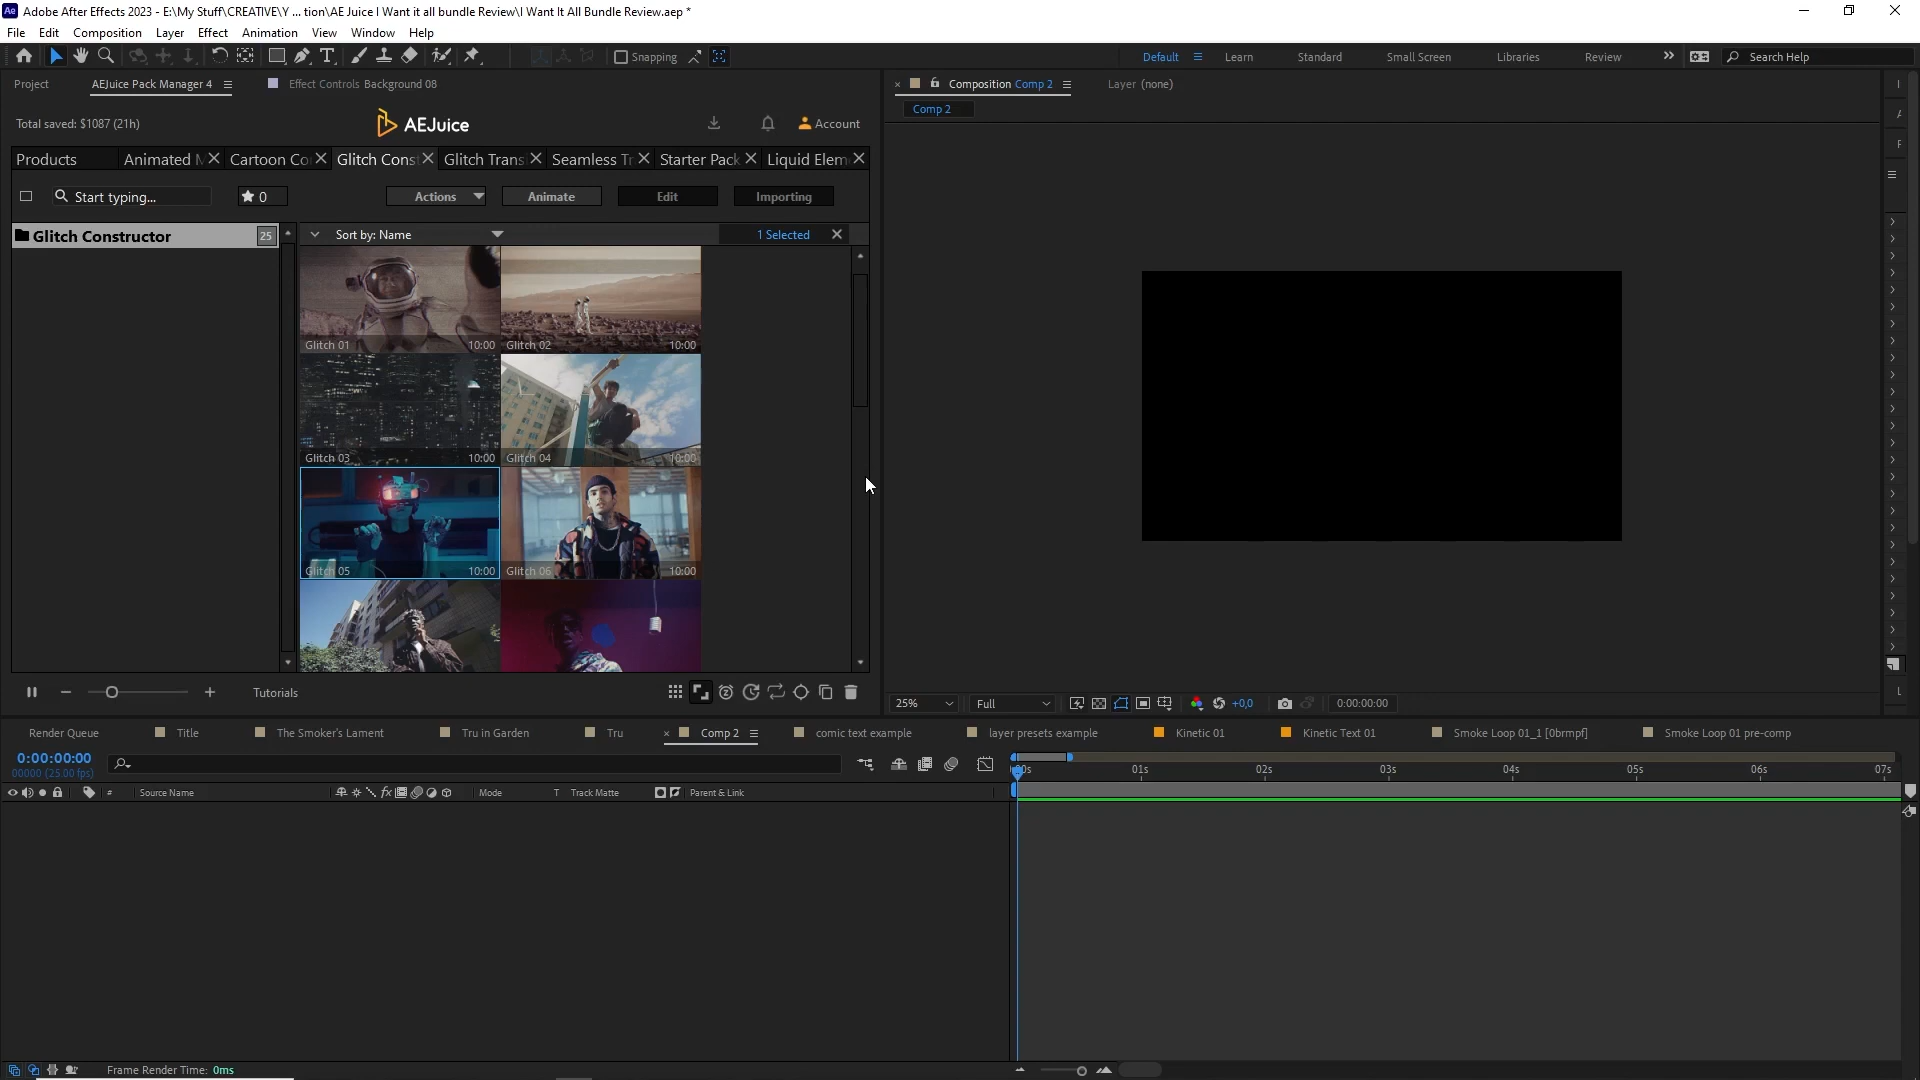 Adobe After Effects 2023 - E:\My Stuff\CREATIVE\Y ... tion\AE Juice I Want it all bundle Review\I Want It All Bundle Review.aep *
File Edit Composition Layer Effect Animation View Window Help
Snapping Default Learn Standard Small Screen Libraries Review Search Help
Project AEJuice Pack Manager 4 Effect Controls Background 08
Composition Comp 2 Layer (none)
Comp 2
Total saved: $1087 (21h) AEJuice Account
Products Animated Cartoon Co Glitch Cons Glitch Trans Seamless Tr Starter Pack Liquid Elem
Start typing... 0 Actions Animate Edit Importing
Glitch Constructor 25
Sort by: Name 1 Selected
Glitch 01 10:00 Glitch 02 10:00
Glitch 03 10:00 Glitch 04 10:00
Glitch 05 10:00 Glitch 06 10:00
Tutorials
25% Full +0,0 0:00:00:00
Render Queue Title The Smoker's Lament Tru in Garden Tru Comp 2 comic text example layer presets example Kinetic 01 Kinetic Text 01 Smoke Loop 01_1 [0brmpf] Smoke Loop 01 pre-comp
0:00:00:00
00000 (25.00 fps)
01s 02s 03s 04s 05s 06s 07s
# Source Name Mode T Track Matte Parent & Link
Frame Render Time: 0ms